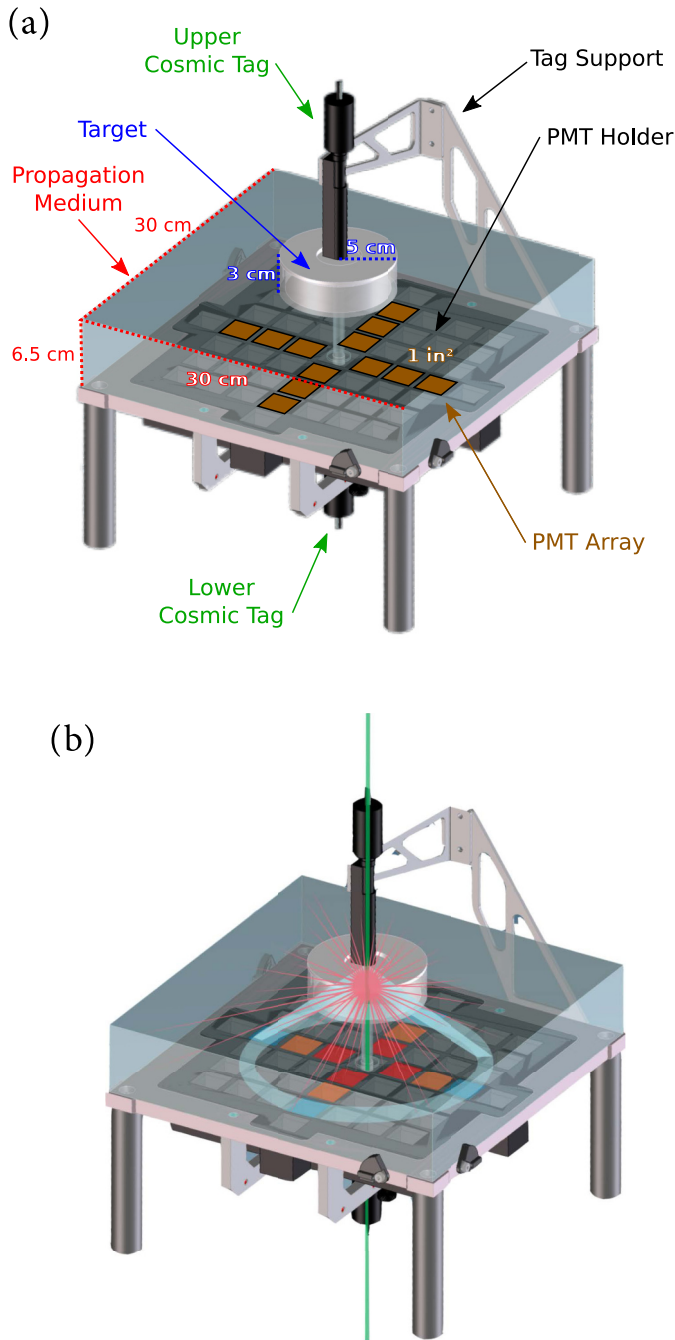 (a)
Upper
Cosmic Tag
Tag Support
Target
PMT Holder
Propagation
Medium
30 cm
5 cm
3 cm
6.5 cm
1 in²
30 cm
PMT Array
Lower
Cosmic Tag
(b)